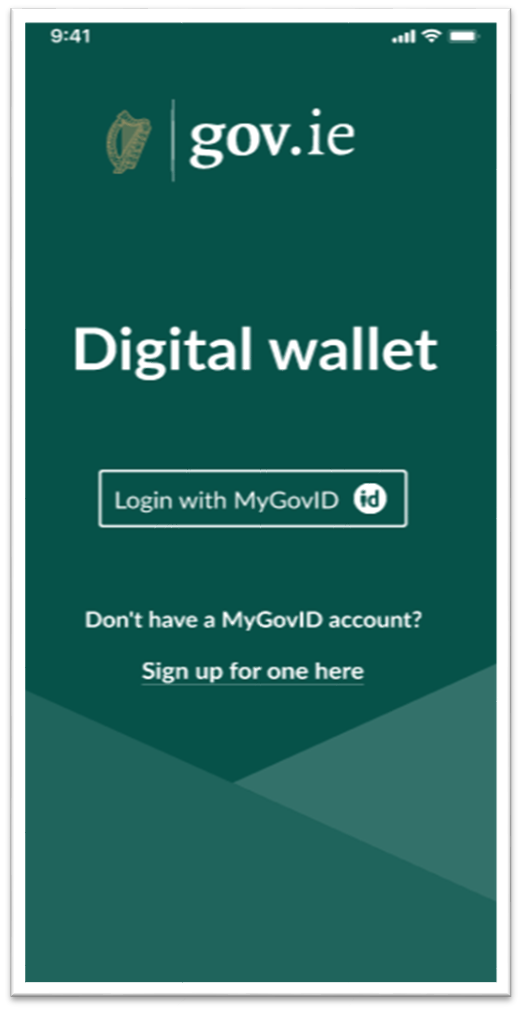 9:41
gov.ie
Digital wallet
Login with MyGovID id
Don't have a MyGovID account?
Sign up for one here